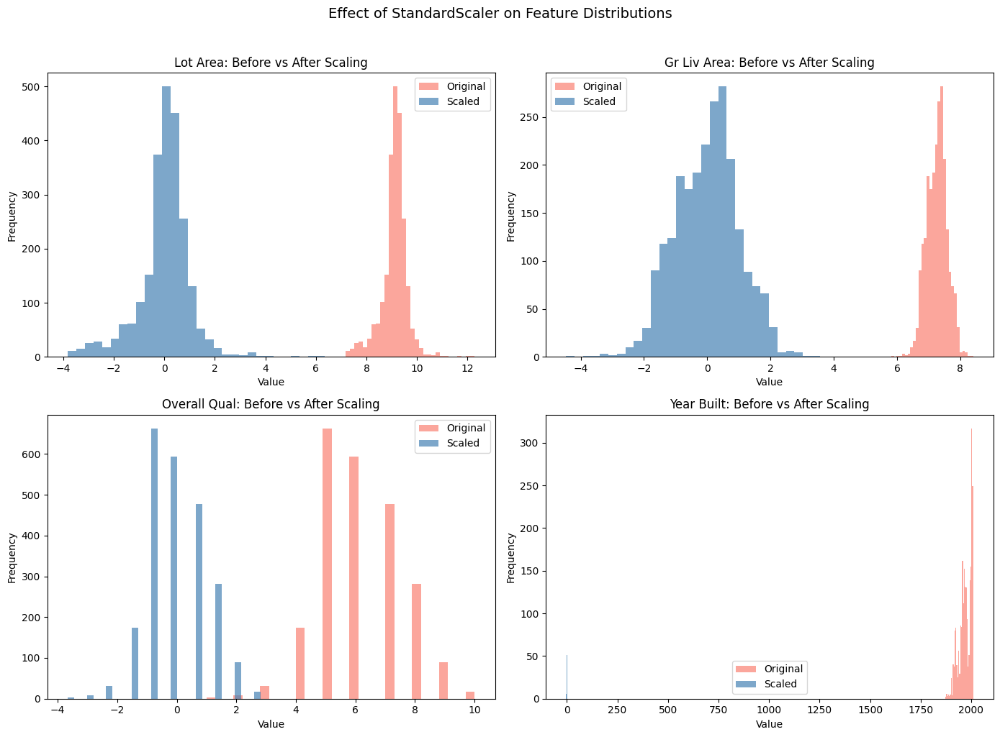 Effect of StandardScaler on Feature Distributions
Lot Area: Before vs After Scaling
Original
Scaled
Frequency
500
400
300
200
100
0
−4 −2 0 2 4 6 8 10 12
Value
Gr Liv Area: Before vs After Scaling
Original
Scaled
Frequency
250
200
150
100
50
0
−4 −2 0 2 4 6 8
Value
Overall Qual: Before vs After Scaling
Original
Scaled
Frequency
600
500
400
300
200
100
0
−4 −2 0 2 4 6 8 10
Value
Year Built: Before vs After Scaling
Frequency
300
250
200
150
100
50
0
Original
Scaled
0 250 500 750 1000 1250 1500 1750 2000
Value